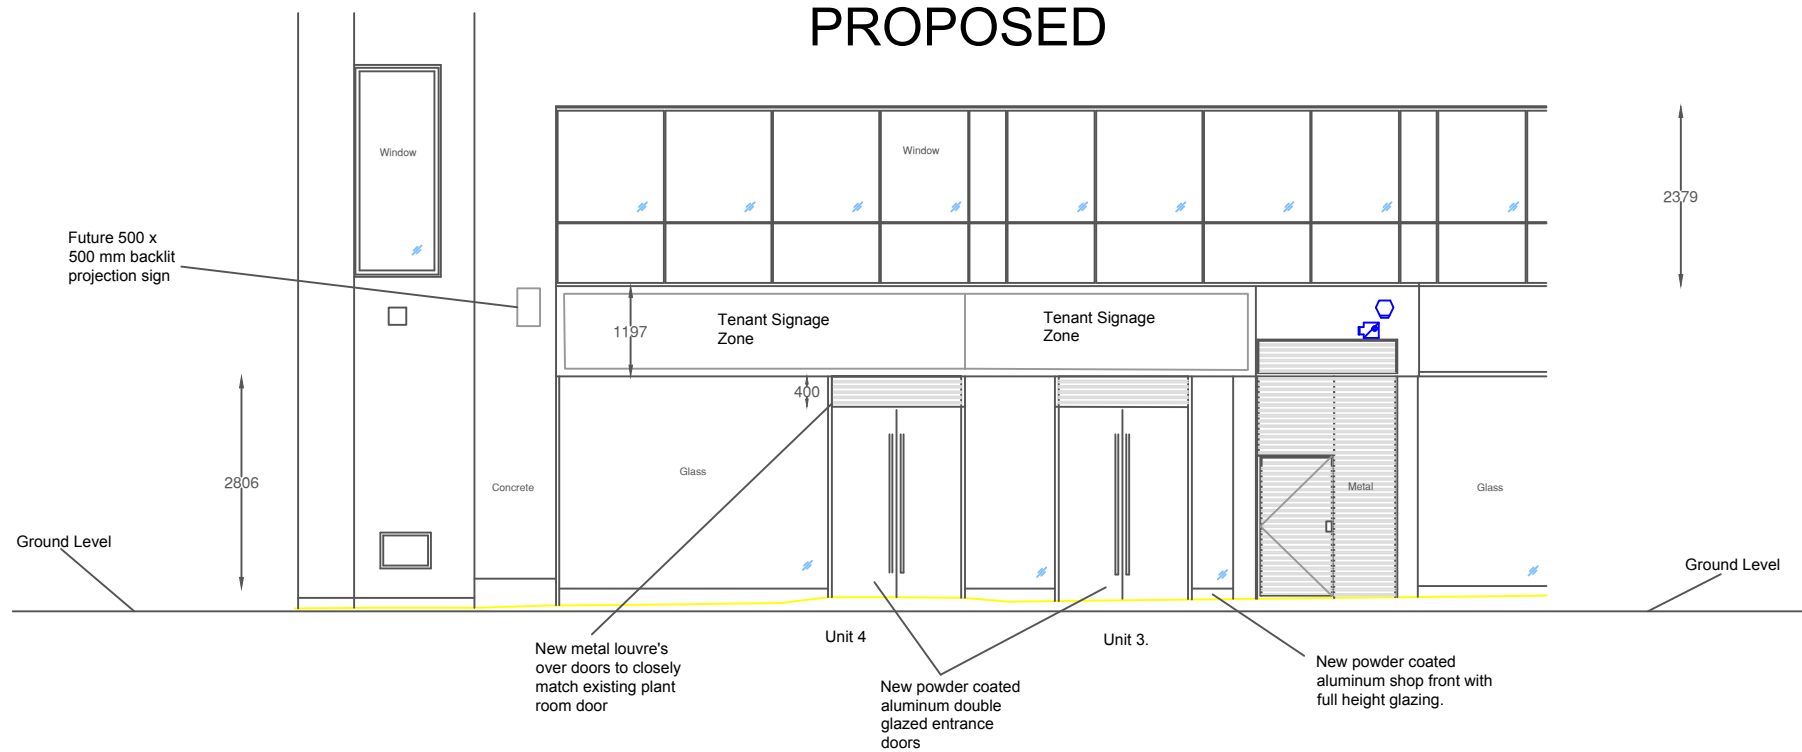 PROPOSED
Window
Window
2379
Future 500 x
500 mm backlit
projection sign
1197
Tenant Signage
Zone
Tenant Signage
Zone
400
2806
Glass
Concrete
Metal
Glass
Ground Level
Ground Level
Unit 4
Unit 3.
New metal louvre's
over doors to closely
match existing plant
room door
New powder coated
aluminum double
glazed entrance
doors
New powder coated
aluminum shop front with
full height glazing.